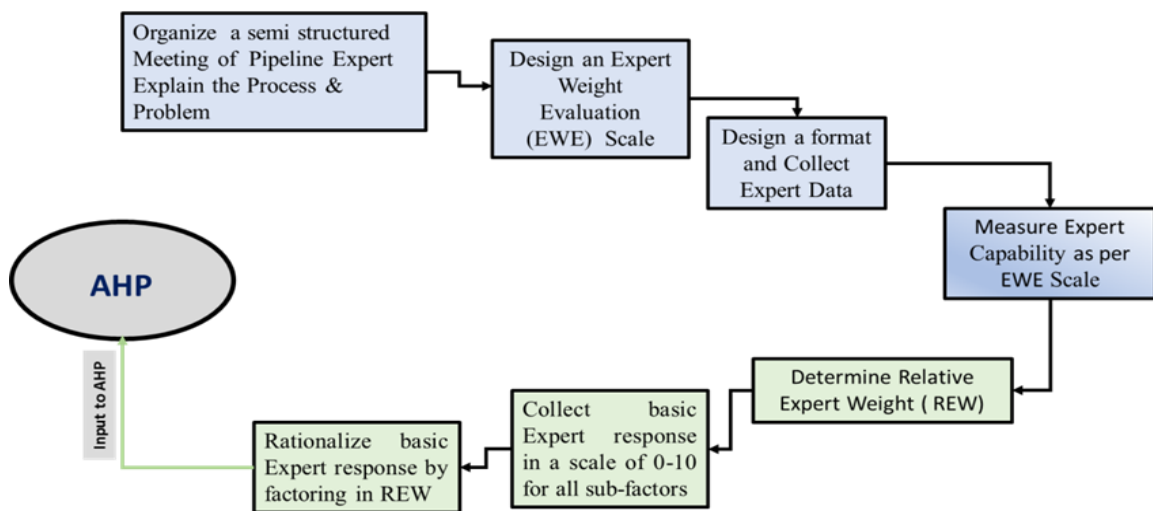 Organize a semi structured
Meeting of Pipeline Expert
Explain the Process &
Problem
Design an Expert
Weight
Evaluation
(EWE) Scale
Design a format
and Collect
Expert Data
Measure Expert
Capability as per
EWE Scale
Determine Relative
Expert Weight ( REW)
Collect basic
Expert response
in a scale of 0-10
for all sub-factors
Rationalize basic
Expert response by
factoring in REW
Input to AHP
AHP